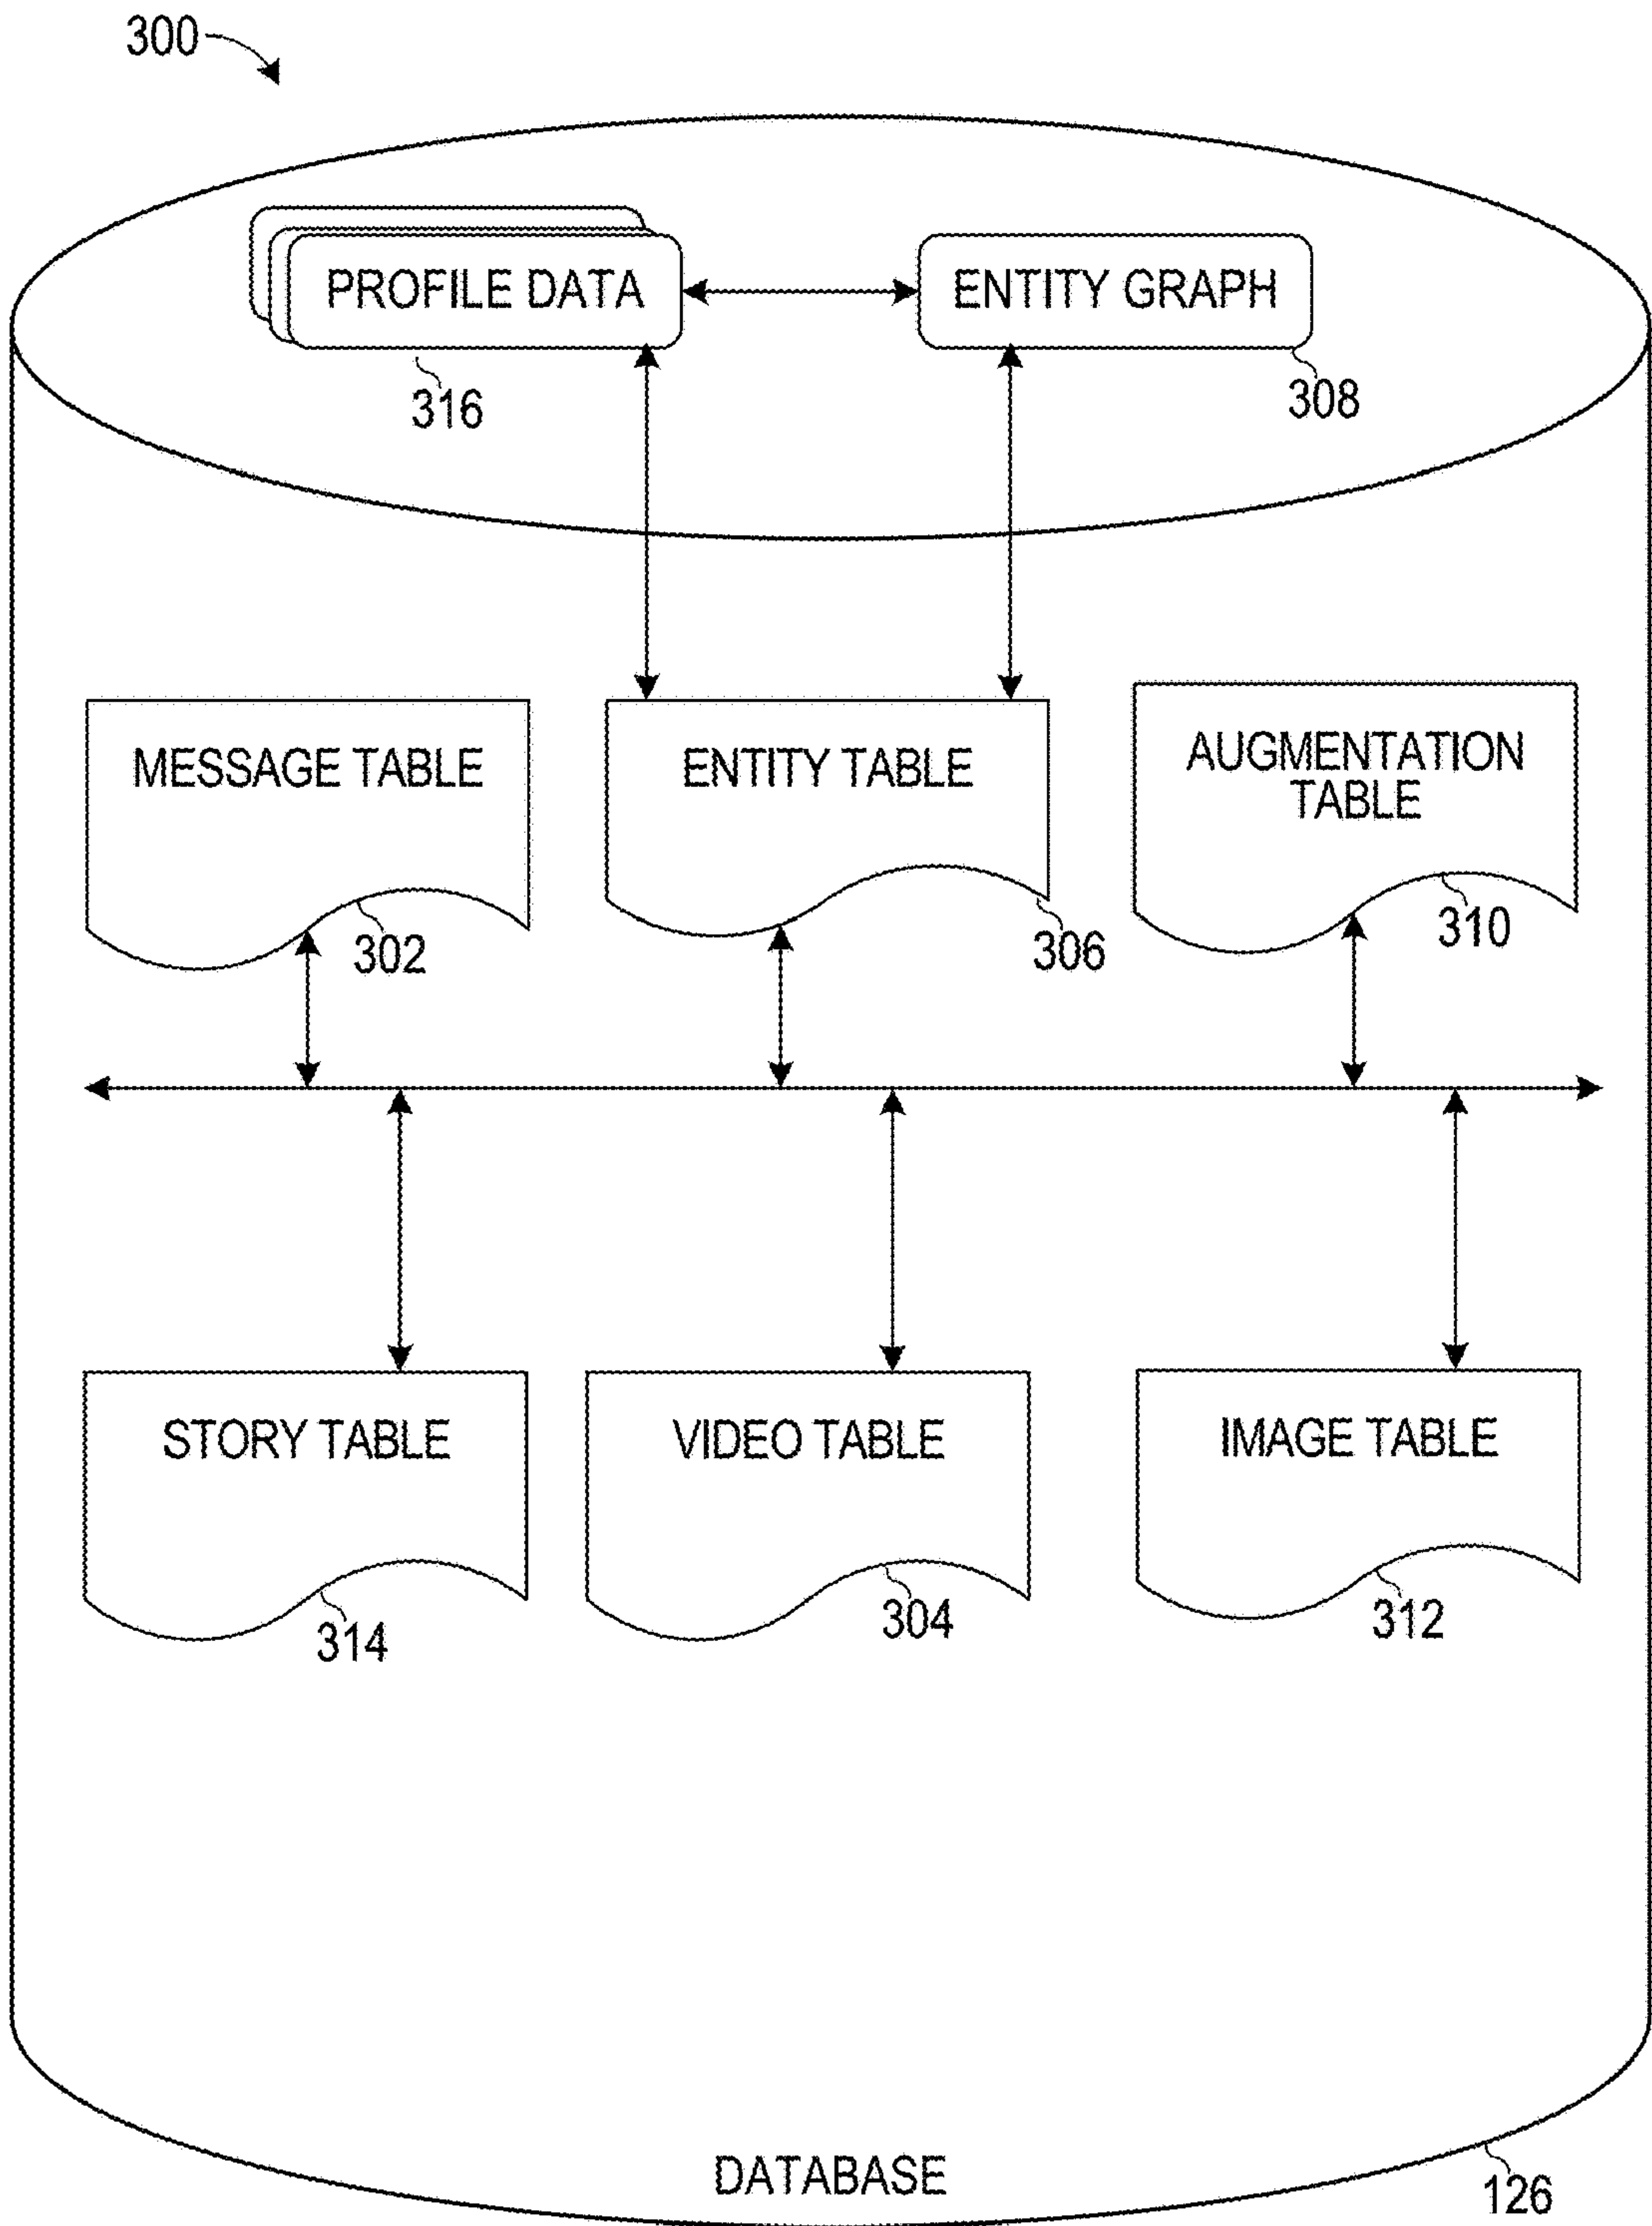 300
PROFILE DATA
ENTITY GRAPH
316
308
MESSAGE TABLE
ENTITY TABLE
AUGMENTATION
TABLE
302
306
310
STORY TABLE
VIDEO TABLE
IMAGE TABLE
314
304
312
DATABASE
126